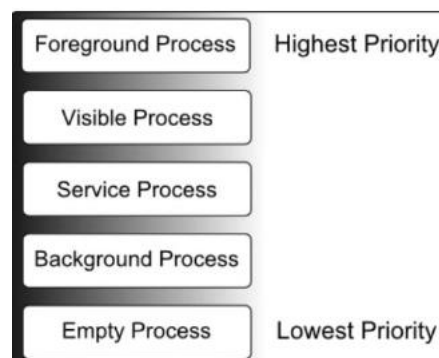 Foreground Process Highest Priority
Visible Process
Service Process
Background Process
Empty Process Lowest Priority